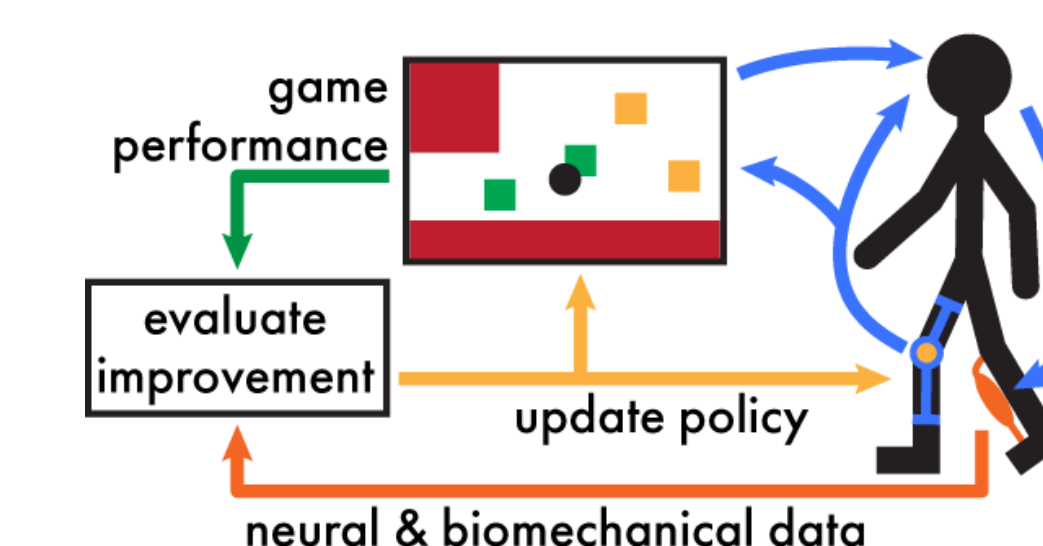 game
performance
evaluate
improvement
update policy
neural & biomechanical data